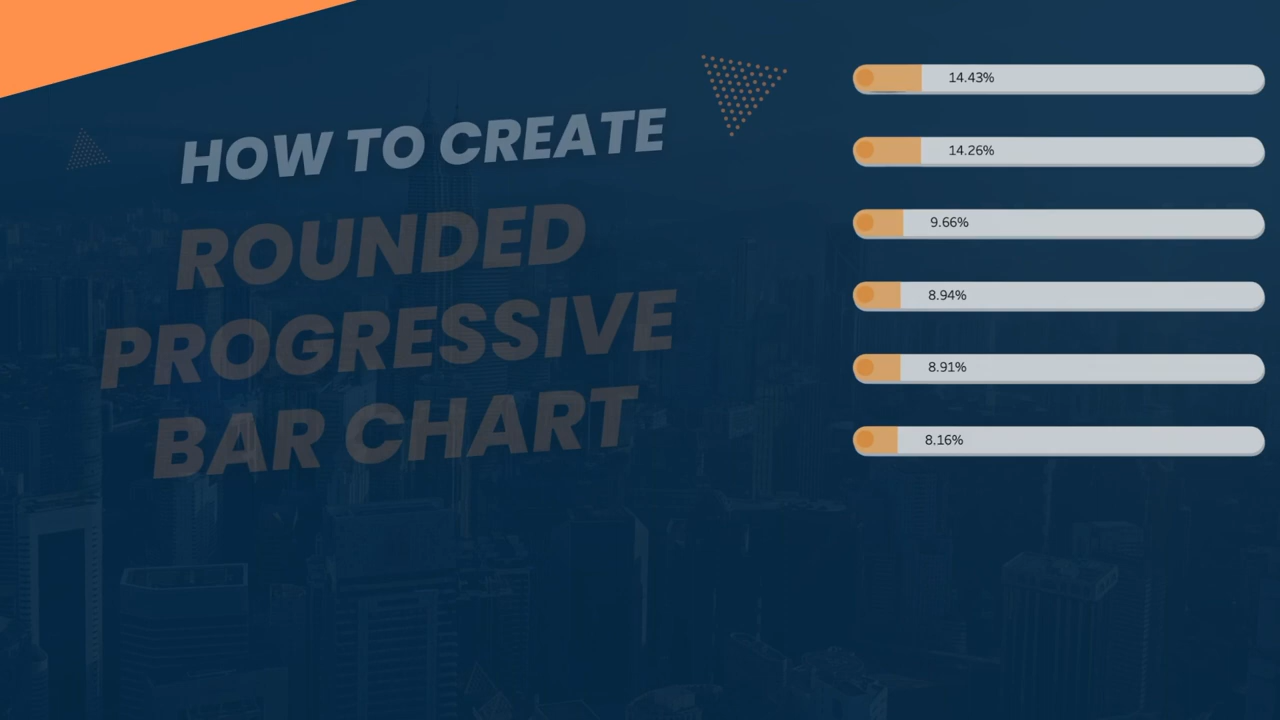 HOW TO CREATE
ROUNDED
PROGRESSIVE
BAR CHART
14.43%
14.26%
9.66%
8.94%
8.91%
8.16%